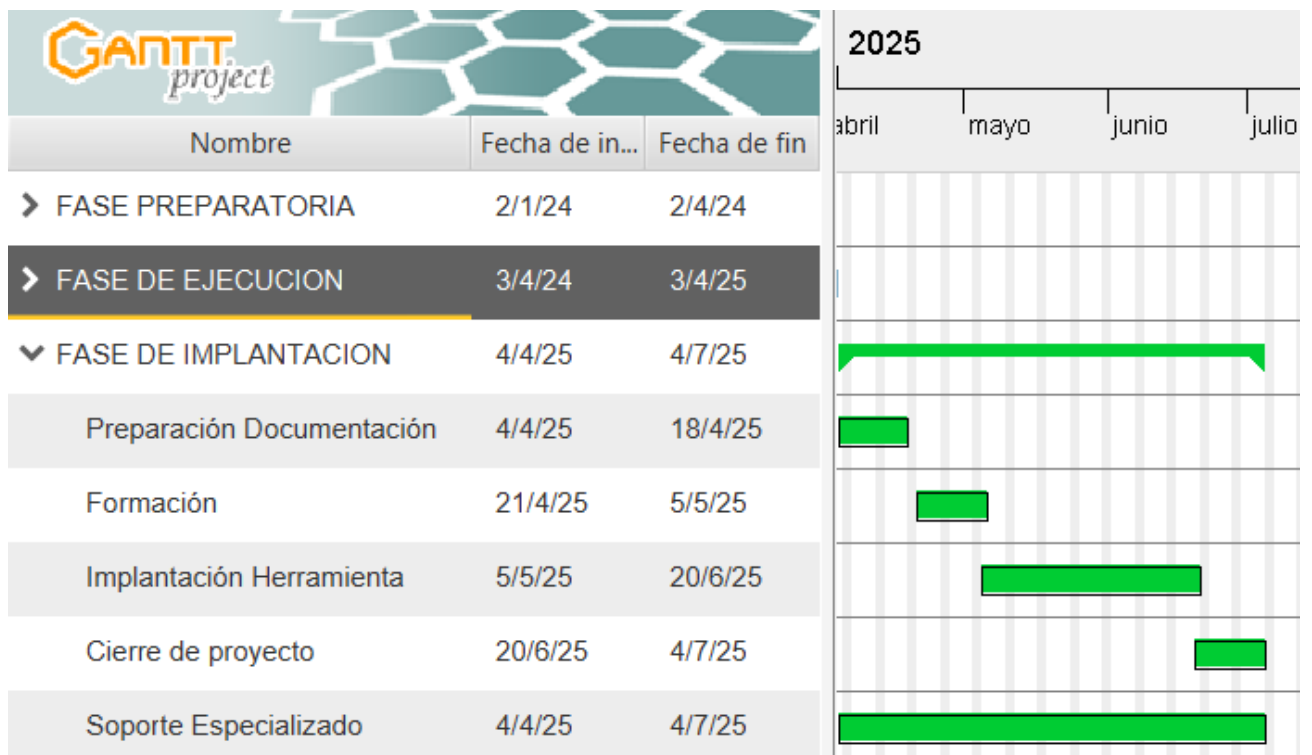 GANTT
project
2025
abril mayo junio julio
Nombre Fecha de in... Fecha de fin
FASE PREPARATORIA 2/1/24 2/4/24
FASE DE EJECUCION 3/4/24 3/4/25
FASE DE IMPLANTACION 4/4/25 4/7/25
Preparación Documentación 4/4/25 18/4/25
Formación 21/4/25 5/5/25
Implantación Herramienta 5/5/25 20/6/25
Cierre de proyecto 20/6/25 4/7/25
Soporte Especializado 4/4/25 4/7/25